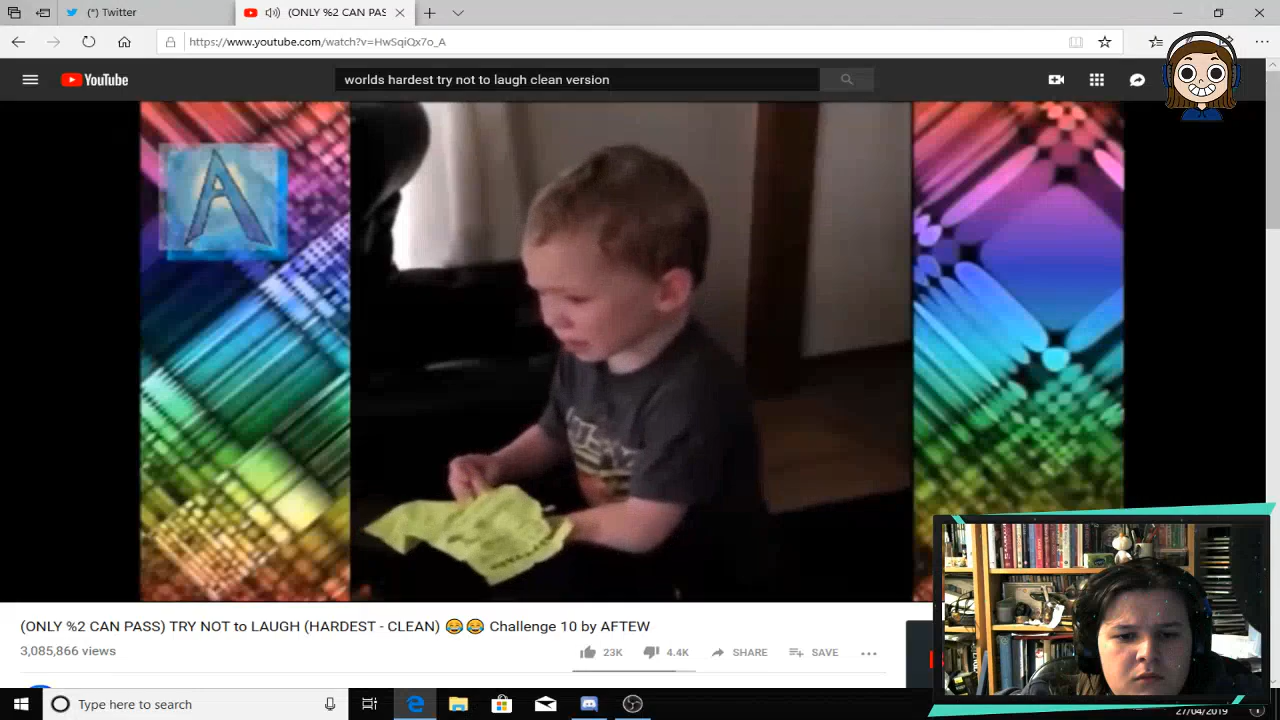 (*) Twitter
(ONLY %2 CAN PAS
https://www.youtube.com/watch?v=HwSqiQx7o_A
YouTube
worlds hardest try not to laugh clean version
A
(ONLY %2 CAN PASS) TRY NOT to LAUGH (HARDEST - CLEAN) 😂😂 Challenge 10 by AFTEW
3,085,866 views
23K
4.4K
SHARE
SAVE
Type here to search
27/04/2019